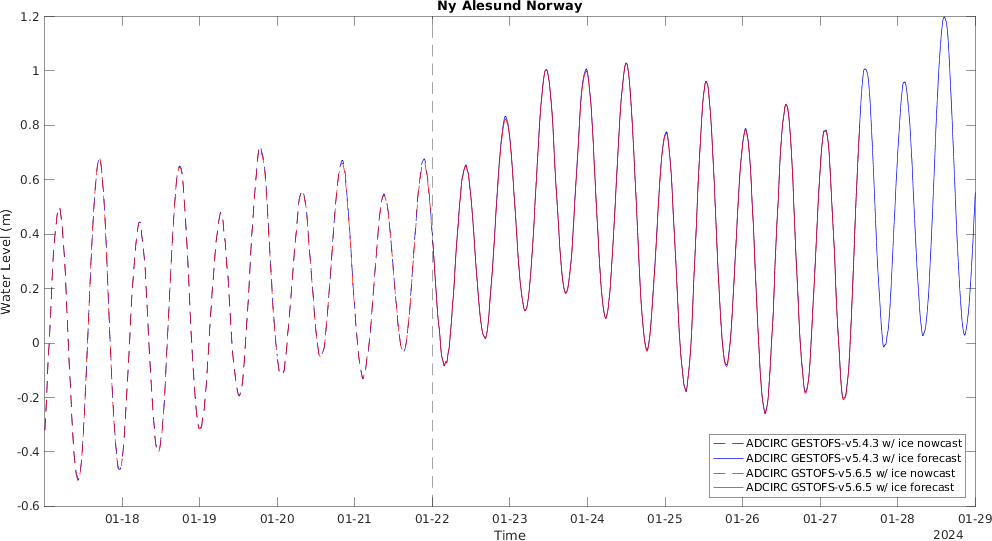 Ny Alesund Norway
1.2
1
0.8
0.6
0.4
0.2
0
-0.2
-0.4
-0.6
Water Level (m)
01-18 01-19 01-20 01-21 01-22 01-23 01-24 01-25 01-26 01-27 01-28 01-29
Time
2024
ADCIRC GESTOFS-v5.4.3 w/ ice nowcast
ADCIRC GESTOFS-v5.4.3 w/ ice forecast
ADCIRC GSTOFS-v5.6.5 w/ ice nowcast
ADCIRC GSTOFS-v5.6.5 w/ ice forecast